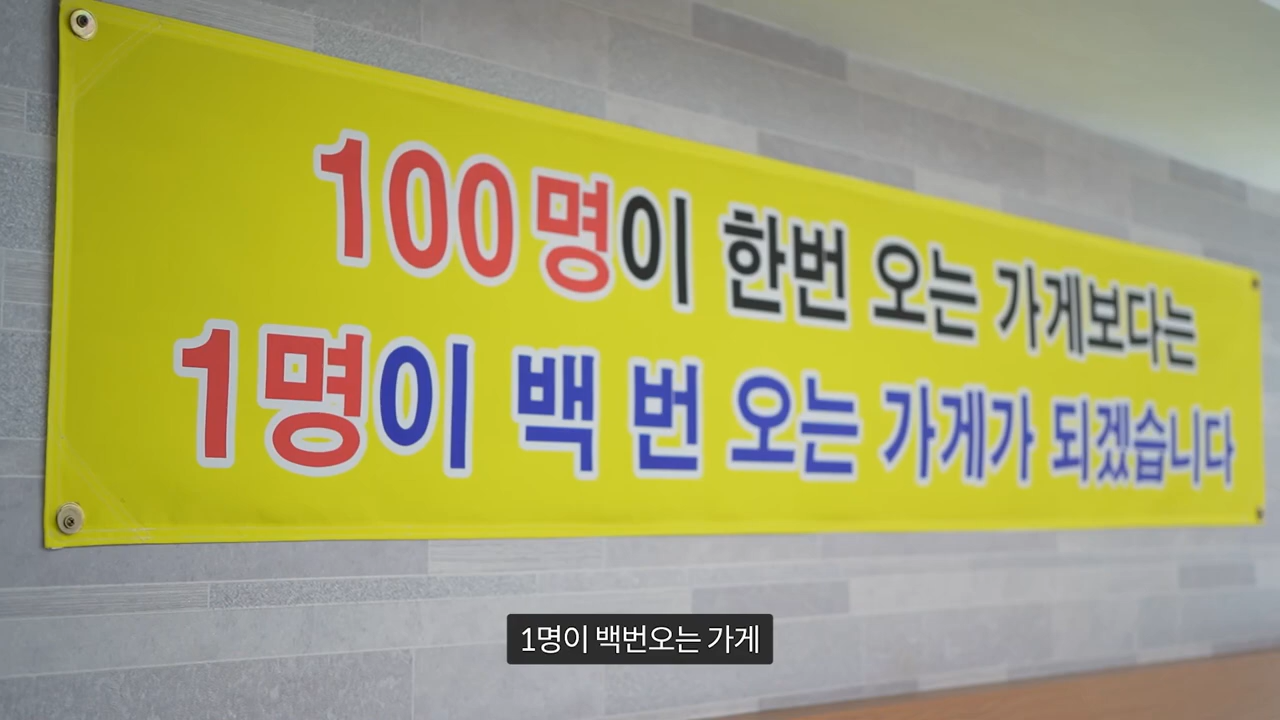 100명이 한번 오는 가게보다는
1명이 백 번 오는 가게가 되겠습니다
1명이 백번오는 가게